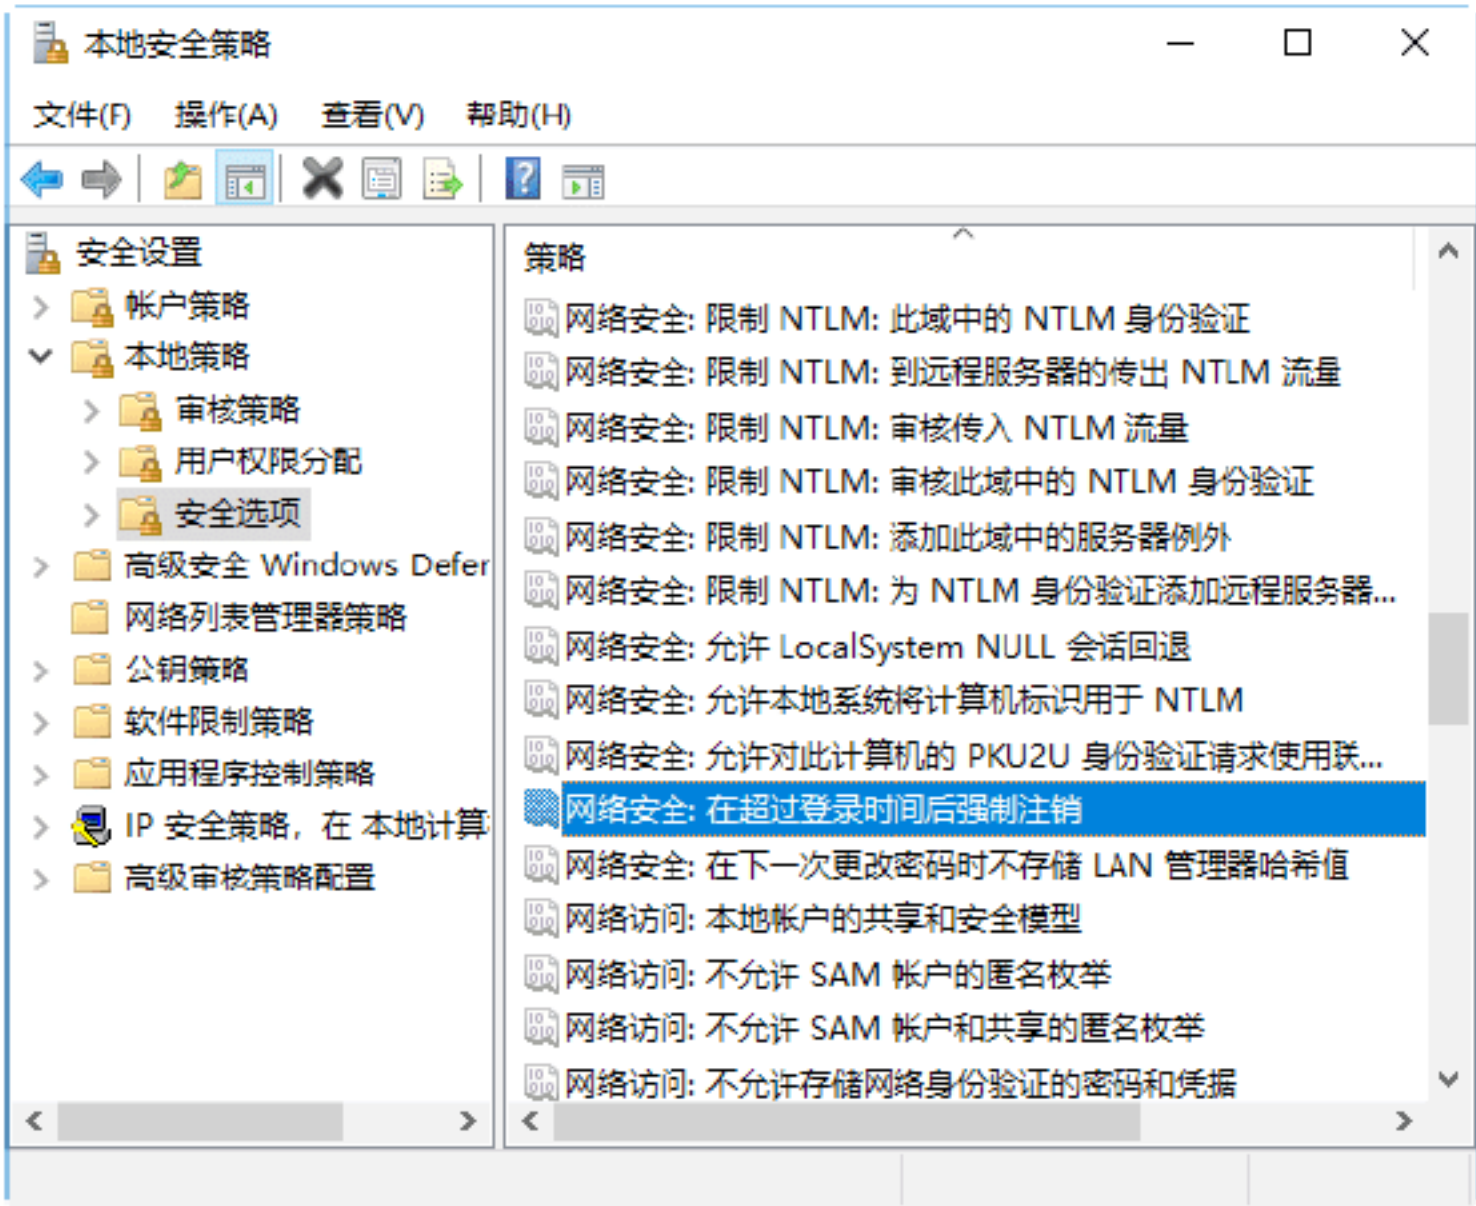 本地安全策略
文件(F) 操作(A) 查看(V) 帮助(H)
安全设置
帐户策略
本地策略
审核策略
用户权限分配
安全选项
高级安全 Windows Defer
网络列表管理器策略
公钥策略
软件限制策略
应用程序控制策略
IP 安全策略，在 本地计算
高级审核策略配置
策略
网络安全: 限制 NTLM: 此域中的 NTLM 身份验证
网络安全: 限制 NTLM: 到远程服务器的传出 NTLM 流量
网络安全: 限制 NTLM: 审核传入 NTLM 流量
网络安全: 限制 NTLM: 审核此域中的 NTLM 身份验证
网络安全: 限制 NTLM: 添加此域中的服务器例外
网络安全: 限制 NTLM: 为 NTLM 身份验证添加远程服务器...
网络安全: 允许 LocalSystem NULL 会话回退
网络安全: 允许本地系统将计算机标识用于 NTLM
网络安全: 允许对此计算机的 PKU2U 身份验证请求使用联...
网络安全: 在超过登录时间后强制注销
网络安全: 在下一次更改密码时不存储 LAN 管理器哈希值
网络访问: 本地帐户的共享和安全模型
网络访问: 不允许 SAM 帐户的匿名枚举
网络访问: 不允许 SAM 帐户和共享的匿名枚举
网络访问: 不允许存储网络身份验证的密码和凭据